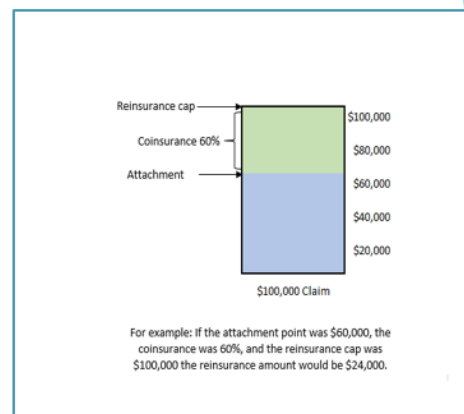 Reinsurance cap
$100,000
Coinsurance 60%
$80,000
Attachment
$60,000
$40,000
$20,000
$100,000 Claim
For example: If the attachment point was $60,000, the
coinsurance was 60%, and the reinsurance cap was
$100,000 the reinsurance amount would be $24,000.